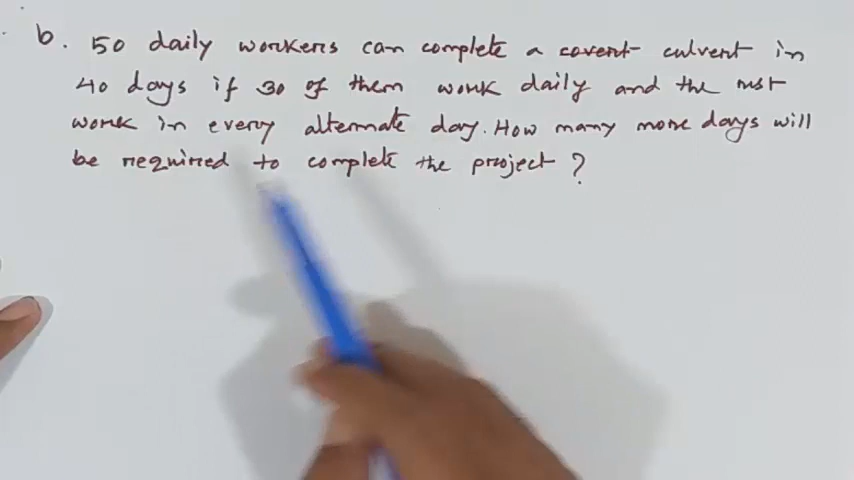 b. 50 daily workers can complete a covert culvert in
40 days if 30 of them work daily and the rest
work in every alternate day. How many more days will
be required to complete the project?